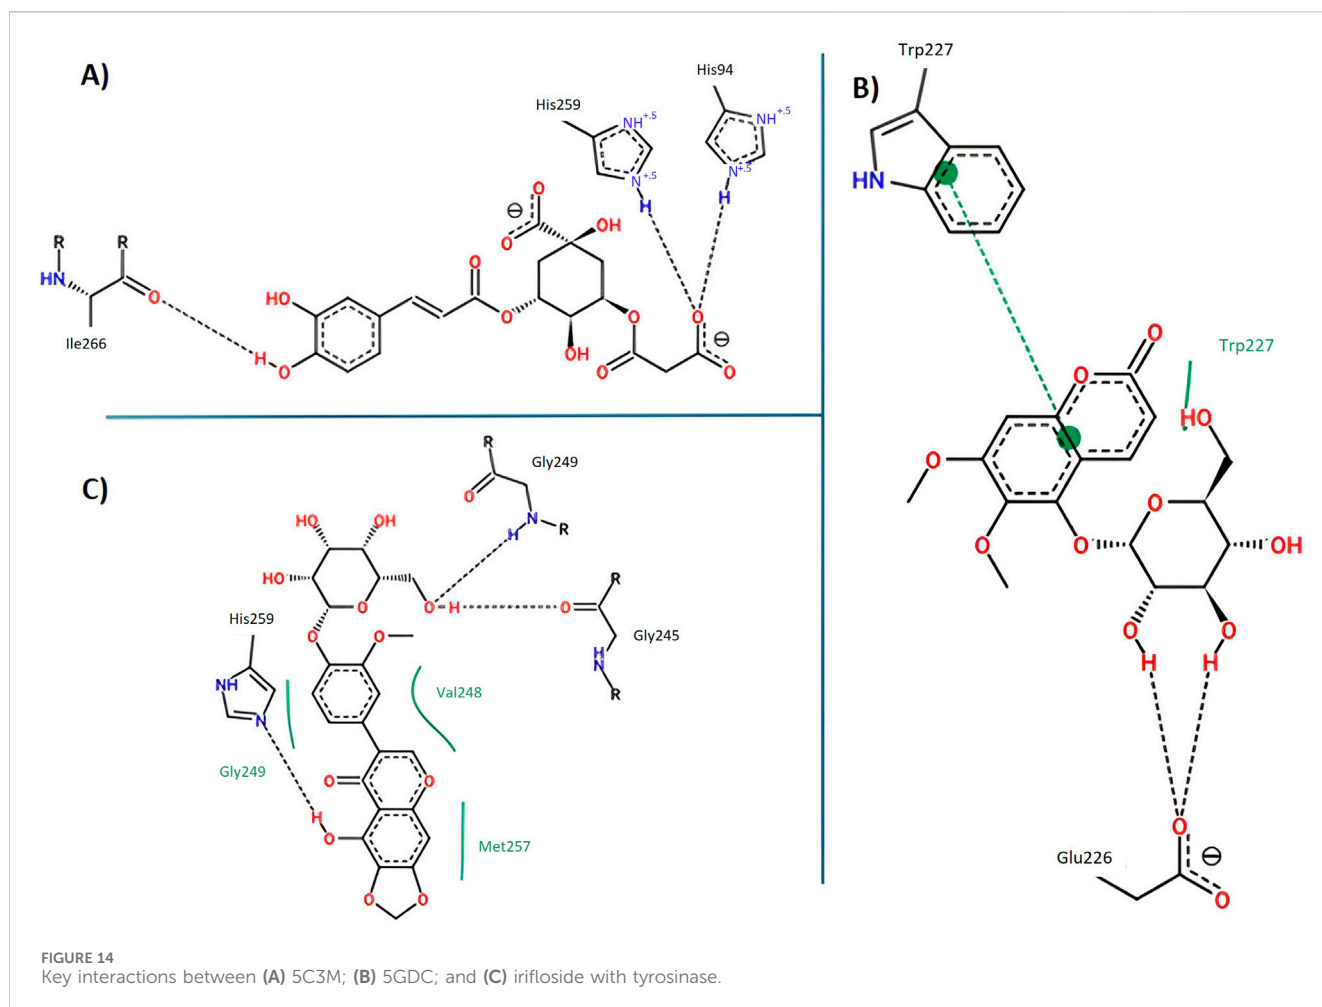 A)
His94
His259
NH+.5
NH+.5
N+.5
N+.5
H
H
O
⊖
O
OH
R
R
HN
O
Ile266
HO
H
O
O
O
O
OH
O
O
⊖
O
B)
Trp227
HN
Trp227
O
O
HO
O
O
O
O
OH
O
O
H
H
O
⊖
O
Glu226
C)
R
Gly249
O
N
H
R
HO
OH
HO
O
O
H
O
R
Gly245
H
N
R
His259
NH
N
O
O
Val248
Gly249
O
O
H
O
Met257
O
O
FIGURE 14
Key interactions between (A) 5C3M; (B) 5GDC; and (C) irifloside with tyrosinase.